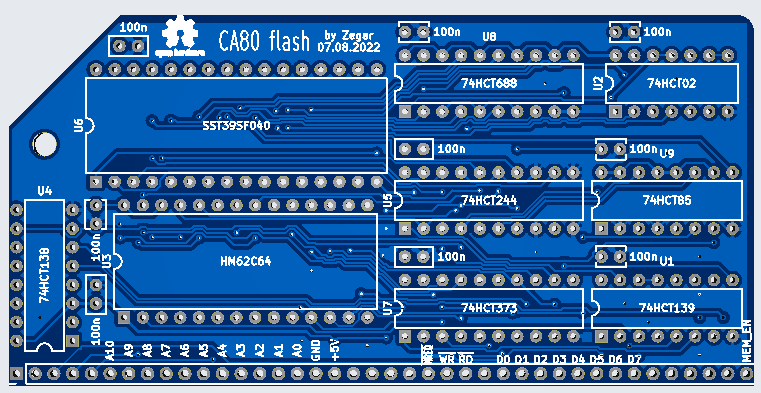 100n
open hardware
CA80 flash
by Zegar
07.08.2022
100n
U8
100n
74HCT688
U2
74HCT02
U6
SST39SF040
100n
100n
U9
U4
U5
74HCT244
74HCT85
74HCT138
100n
U3
HM62C64
100n
100n
U1
100n
U7
74HCT373
74HCT139
A10 A9 A8 A7 A6 A5 A4 A3 A2 A1 A0 GND +5V
WR RD D0 D1 D2 D3 D4 D5 D6 D7
MEM_EN